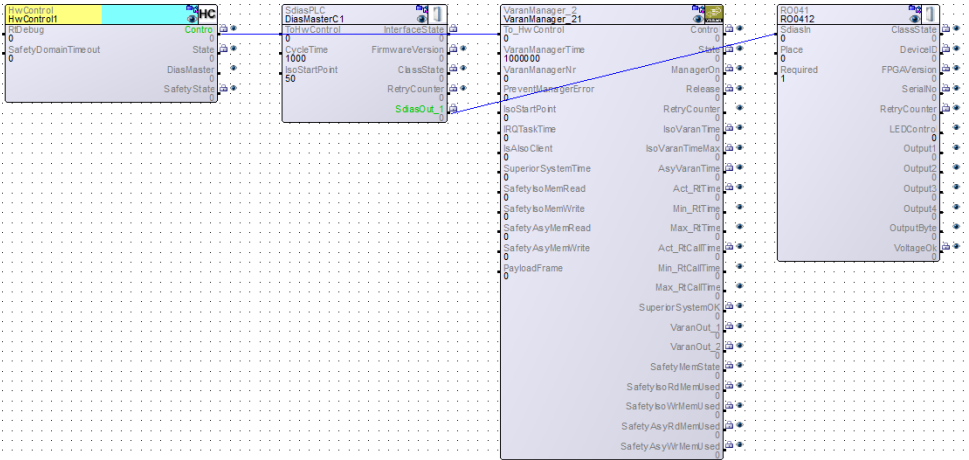 HwControl
HwControl1
HC
RtDebug
0
Contro
0
SafetyDomainTimeout
0
State
0
DiasMaster
0
SafetyState
0
SdiasPLC
DiasMasterC1
ToHwControl
0
InterfaceState
0
CycleTime
1000
FirmwareVersion
0
IsoStartPoint
50
ClassState
0
RetryCounter
0
SdiasOut_1
0
VaranManager_2
VaranManager_21
To_HwControl
0
Contro
0
VaranManagerTime
1000000
State
0
VaranManagerNr
0
ManagerOn
0
PreventManagerError
0
Release
0
IsoStartPoint
0
RetryCounter
0
IRQTaskTime
0
IsoVaranTime
0
IsAlsoClient
0
IsoVaranTimeMax
0
SuperiorSystemTime
0
AsyVaranTime
0
SafetyIsoMemRead
0
Act_RtTime
0
SafetyIsoMemWrite
0
Min_RtTime
0
SafetyAsyMemRead
0
Max_RtTime
0
SafetyAsyMemWrite
0
Act_RtCallTime
0
PayloadFrame
0
Min_RtCallTime
0
Max_RtCallTime
0
SuperiorSystemOK
0
VaranOut_1
0
VaranOut_2
0
SafetyMemState
0
SafetyIsoRdMemUsed
0
SafetyIsoWrMemUsed
0
SafetyAsyRdMemUsed
0
SafetyAsyWrMemUsed
0
RO041
RO0412
SdiasIn
0
ClassState
0
Place
0
DeviceID
0
Required
1
FPGAVersion
0
SerialNo
0
RetryCounter
0
LEDContro
0
Output1
0
Output2
0
Output3
0
Output4
0
OutputByte
0
VoltageOk
0